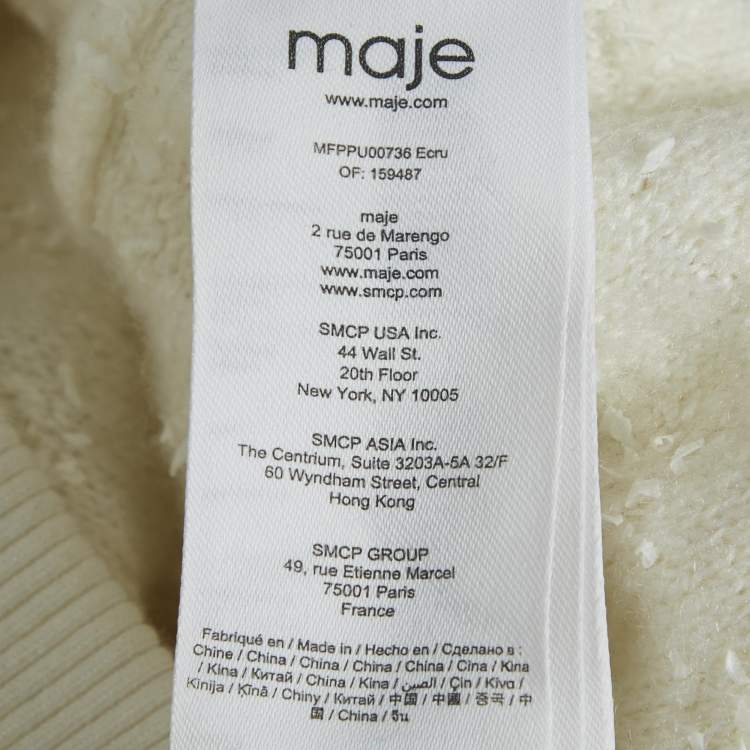 maje
www.maje.com
MFPPU00736 Ecru
OF: 159487
maje
2 rue de Marengo
75001 Paris
www.maje.com
www.smcp.com
SMCP USA Inc.
44 Wall St.
20th Floor
New York, NY 10005
SMCP ASIA Inc.
The Centrium, Suite 3203A-5A 32/F
60 Wyndham Street, Central
Hong Kong
SMCP GROUP
49, rue Etienne Marcel
75001 Paris
France
Fabriqué en / Made in / Hecho en / Сделано в :
Chine / China / China / China / China / Cina / Kina
/ Kina / Китай / China / Kina / الصين / Çin / Κίνα /
Kinija / Ķīnā / Chiny / Китай / 中国 / 中國 / 중국 / 中
国 / China / จีน